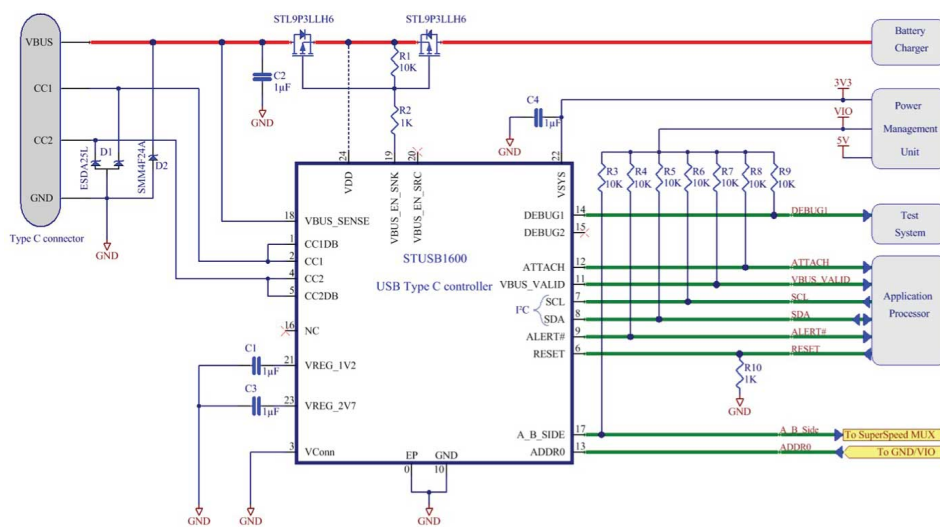 STL9P3LLH6
STL9P3LLH6
VBUS
R1
10K
Battery
Charger
CC1
C2
1µF
GND
R2
1K
C4
1µF
GND
3V3
VIO
5V
Power
Management
Unit
CC2
ESDA25L
D1
SMM4F24A
D2
GND
Type C connector
GND
24
19
20
22
VDD
VBUS_EN_SNK
VBUS_EN_SRC
VSYS
R3
10K
R4
10K
R5
10K
R6
10K
R7
10K
R8
10K
R9
10K
18
VBUS_SENSE
DEBUG1
14
DEBUG1
Test
System
1
CC1DB
DEBUG2
15
2
CC1
STUSB1600
4
CC2
USB Type C controller
5
CC2DB
ATTACH
12
ATTACH
VBUS_VALID
11
VBUS_VALID
I²C
SCL
7
SCL
SDA
8
SDA
Application
Processor
16
NC
ALERT#
9
ALERT#
RESET
6
RESET
C1
1µF
21
VREG_1V2
R10
1K
GND
C3
1µF
23
VREG_2V7
A_B_SIDE
17
A_B_Side
To SuperSpeed MUX
3
VConn
ADDR0
13
ADDR0
To GND/VIO
EP
GND
0
10
GND
GND
GND